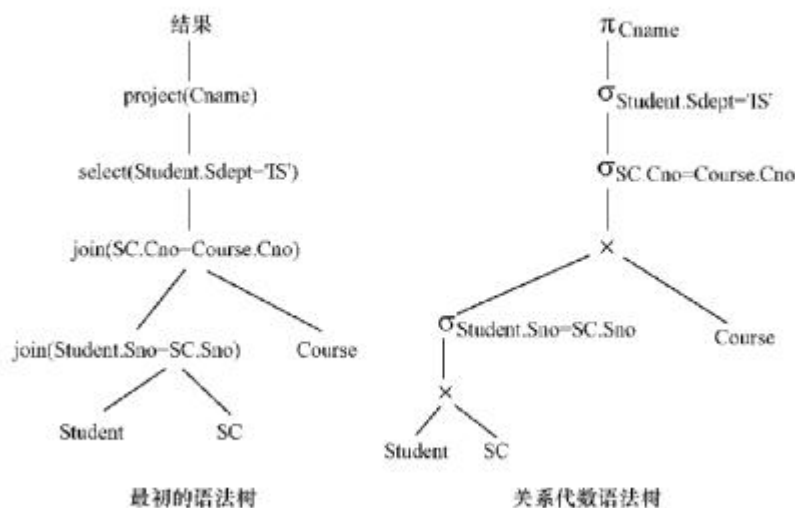 结果
project(Cname)
select(Student.Sdept='IS')
join(SC.Cno=Course.Cno)
join(Student.Sno=SC.Sno)
Course
Student
SC
最初的语法树
πCname
σStudent.Sdept='IS'
σSC.Cno=Course.Cno
×
σStudent.Sno=SC.Sno
Course
×
Student
SC
关系代数语法树